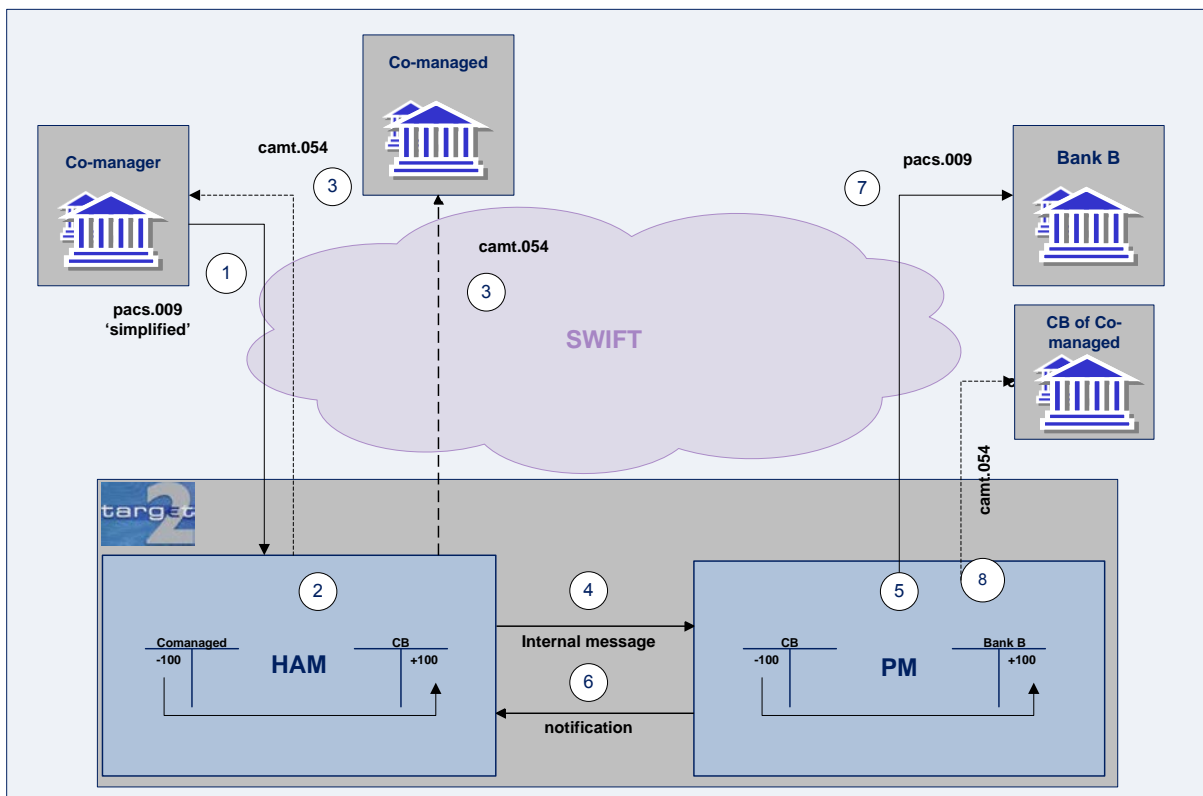 Co-managed
Co-manager
camt.054
3
1
pacs.009
‘simplified’
camt.054
3
SWIFT
7
pacs.009
Bank B
CB of Co-
managed
camt.054
target
2
2
Comanaged
-100
HAM
CB
+100
4
Internal message
6
notification
5
8
CB
-100
PM
Bank B
+100